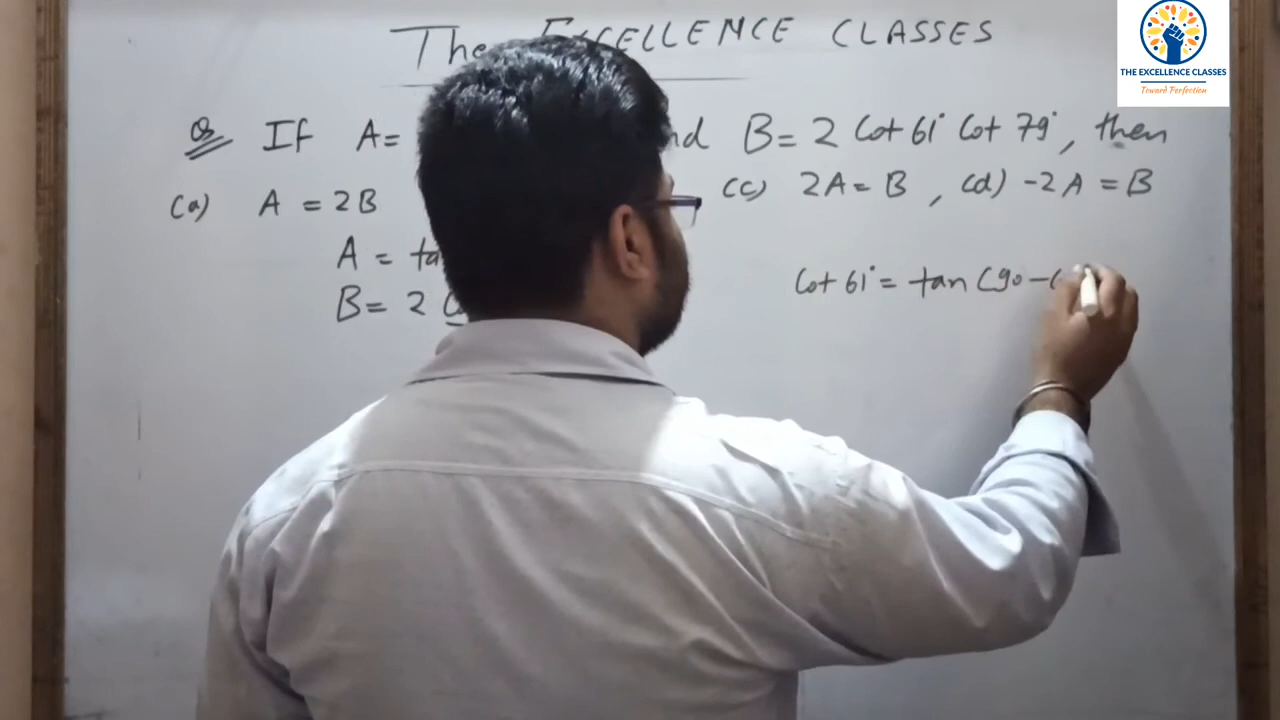 The EXCELLENCE CLASSES
THE EXCELLENCE CLASSES
Toward Perfection
Q If A= nd B= 2 Cot 61° Cot 79°, then
(a) A = 2B (c) 2A = B , (d) -2A = B
A = ta
B= 2
Cot 61° = tan (90 -